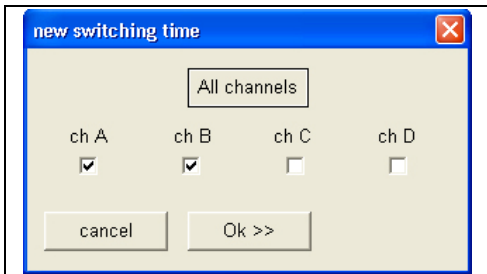 new switching time
All channels
ch A ch B ch C ch D
cancel Ok >>